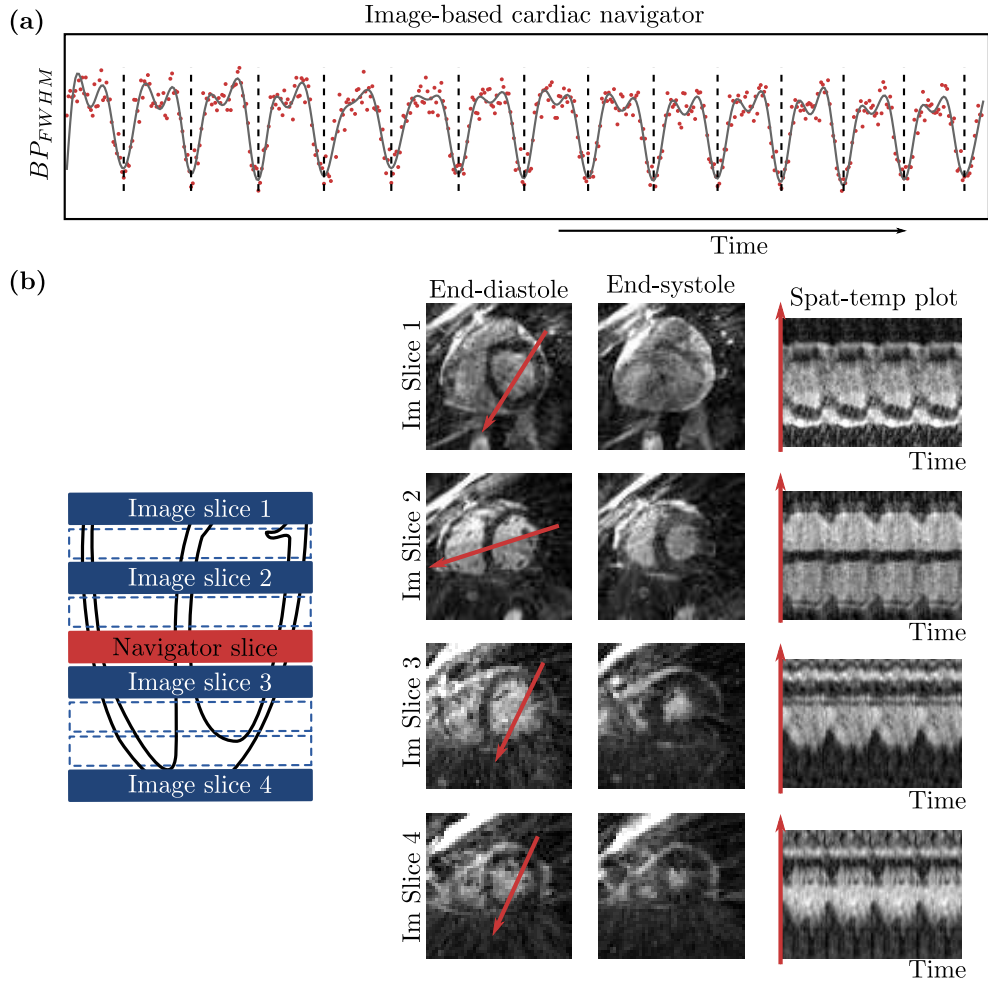 (a)
Image-based cardiac navigator
BP_FWHM
Time
(b)
End-diastole
End-systole
Spat-temp plot
Im Slice 1
Time
Im Slice 2
Time
Im Slice 3
Time
Im Slice 4
Time
Image slice 1
Image slice 2
Navigator slice
Image slice 3
Image slice 4